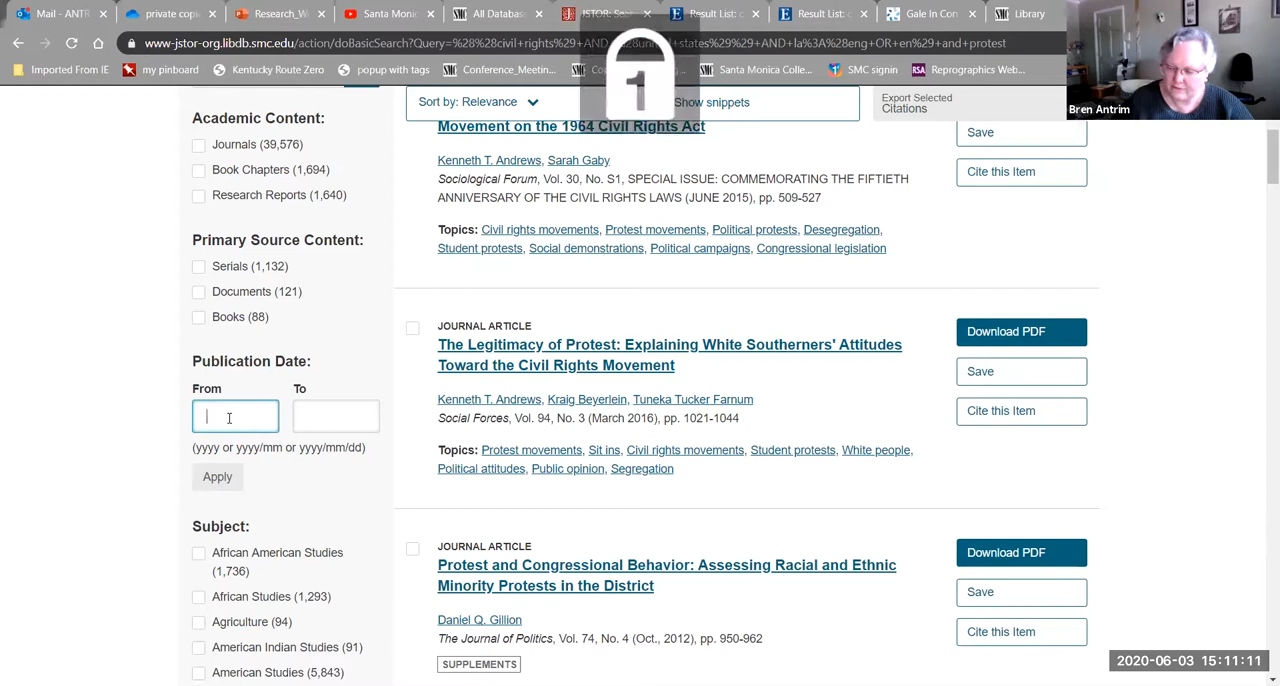 Mail - ANTR
private copi
Research_W
Santa Monic
All Databas
JSTOR: Sea
Result List: c
Result List: c
Gale In Con
Library
www-jstor-org.libdb.smc.edu/action/doBasicSearch?Query=%28%28civil rights%29+AND+
28uni
states%29%29+AND+la%3A%28eng OR en%29+and+protest
Imported From IE
my pinboard
Kentucky Route Zero
popup with tags
Conference_Meetin...
Santa Monica Colle...
SMC signin
Reprographics Web...
1
Bren Antrim
Academic Content:
Journals (39,576)
Book Chapters (1,694)
Research Reports (1,640)
Primary Source Content:
Serials (1,132)
Documents (121)
Books (88)
Publication Date:
From
To
(yyyy or yyyy/mm or yyyy/mm/dd)
Apply
Subject:
African American Studies
(1,736)
African Studies (1,293)
Agriculture (94)
American Indian Studies (91)
American Studies (5,843)
Sort by: Relevance
Show snippets
Export Selected
Citations
Movement on the 1964 Civil Rights Act
Kenneth T. Andrews, Sarah Gaby
Sociological Forum, Vol. 30, No. S1, SPECIAL ISSUE: COMMEMORATING THE FIFTIETH
ANNIVERSARY OF THE CIVIL RIGHTS LAWS (JUNE 2015), pp. 509-527
Topics: Civil rights movements, Protest movements, Political protests, Desegregation,
Student protests, Social demonstrations, Political campaigns, Congressional legislation
Save
Cite this Item
JOURNAL ARTICLE
The Legitimacy of Protest: Explaining White Southerners' Attitudes
Toward the Civil Rights Movement
Kenneth T. Andrews, Kraig Beyerlein, Tuneka Tucker Farnum
Social Forces, Vol. 94, No. 3 (March 2016), pp. 1021-1044
Topics: Protest movements, Sit ins, Civil rights movements, Student protests, White people,
Political attitudes, Public opinion, Segregation
Download PDF
Save
Cite this Item
JOURNAL ARTICLE
Protest and Congressional Behavior: Assessing Racial and Ethnic
Minority Protests in the District
Daniel Q. Gillion
The Journal of Politics, Vol. 74, No. 4 (Oct., 2012), pp. 950-962
SUPPLEMENTS
Download PDF
Save
Cite this Item
2020-06-03 15:11:11